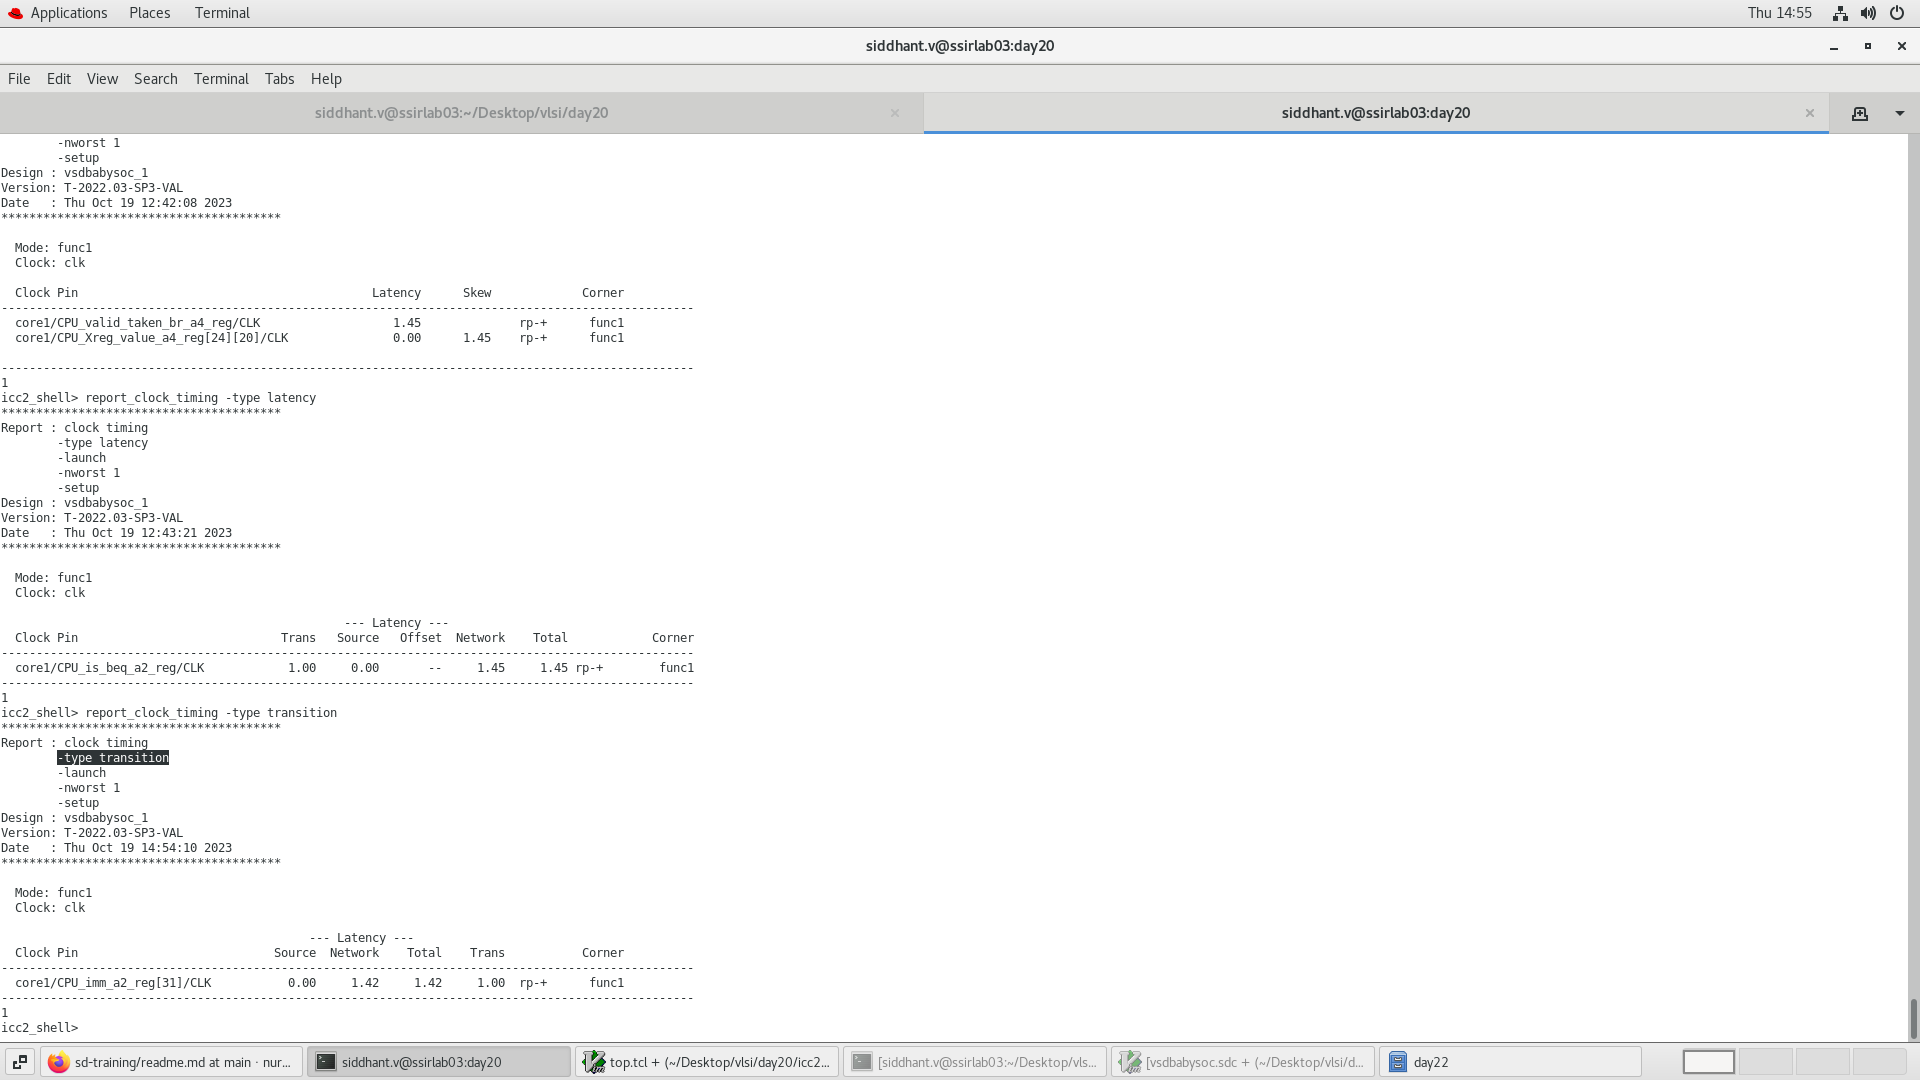 Applications Places Terminal Thu 14:55
siddhant.v@ssirlab03:day20
File Edit View Search Terminal Tabs Help
siddhant.v@ssirlab03:~/Desktop/vlsi/day20 × siddhant.v@ssirlab03:day20 ×
-nworst 1
-setup
Design : vsdbabysoc_1
Version: T-2022.03-SP3-VAL
Date   : Thu Oct 19 12:42:08 2023
****************************************
Mode: func1
Clock: clk
Clock Pin Latency Skew Corner
---------------------------------------------------------------------------------------------------
core1/CPU_valid_taken_br_a4_reg/CLK 1.45 rp-+ func1
core1/CPU_Xreg_value_a4_reg[24][20]/CLK 0.00 1.45 rp-+ func1
---------------------------------------------------------------------------------------------------
1
icc2_shell> report_clock_timing -type latency
****************************************
Report : clock timing
-type latency
-launch
-nworst 1
-setup
Design : vsdbabysoc_1
Version: T-2022.03-SP3-VAL
Date   : Thu Oct 19 12:43:21 2023
****************************************
Mode: func1
Clock: clk
--- Latency ---
Clock Pin Trans Source Offset Network Total Corner
---------------------------------------------------------------------------------------------------
core1/CPU_is_beq_a2_reg/CLK 1.00 0.00 -- 1.45 1.45 rp-+ func1
---------------------------------------------------------------------------------------------------
1
icc2_shell> report_clock_timing -type transition
****************************************
Report : clock timing
-type transition
-launch
-nworst 1
-setup
Design : vsdbabysoc_1
Version: T-2022.03-SP3-VAL
Date   : Thu Oct 19 14:54:10 2023
****************************************
Mode: func1
Clock: clk
--- Latency ---
Clock Pin Source Network Total Trans Corner
---------------------------------------------------------------------------------------------------
core1/CPU_imm_a2_reg[31]/CLK 0.00 1.42 1.42 1.00 rp-+ func1
---------------------------------------------------------------------------------------------------
1
icc2_shell>
sd-training/readme.md at main · nur... siddhant.v@ssirlab03:day20 top.tcl + (~/Desktop/vlsi/day20/icc2... [siddhant.v@ssirlab03:~/Desktop/vls... [vsdbabysoc.sdc + (~/Desktop/vlsi/d... day22